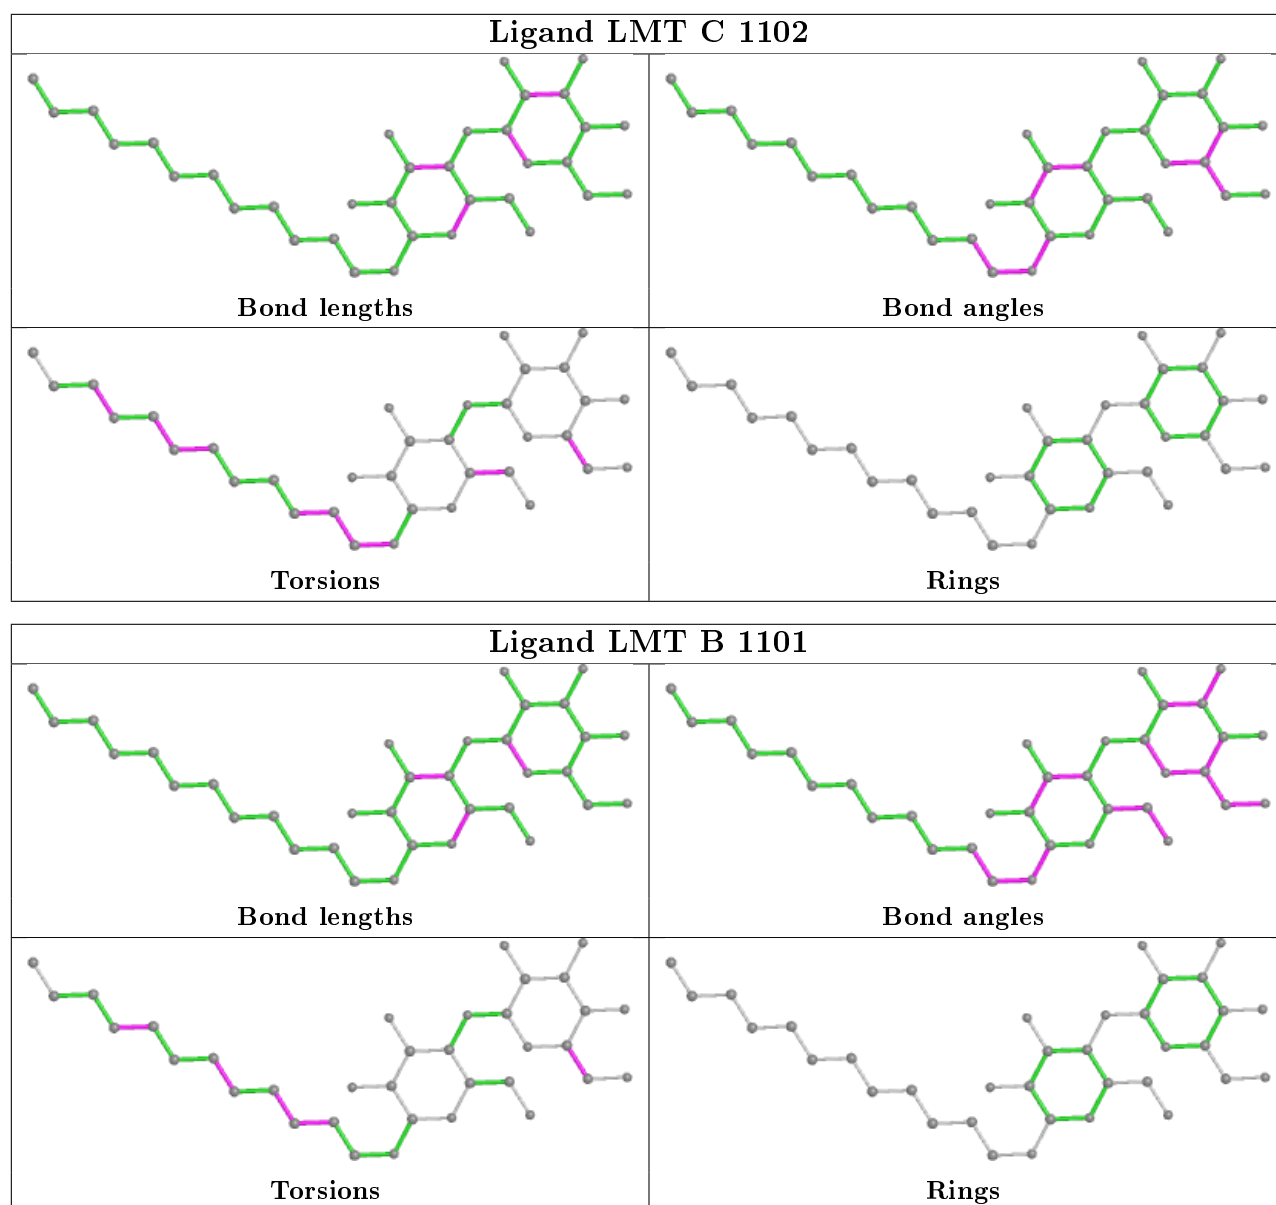 Ligand LMT C 1102
Bond lengths
Bond angles
Torsions
Rings
Ligand LMT B 1101
Bond lengths
Bond angles
Torsions
Rings